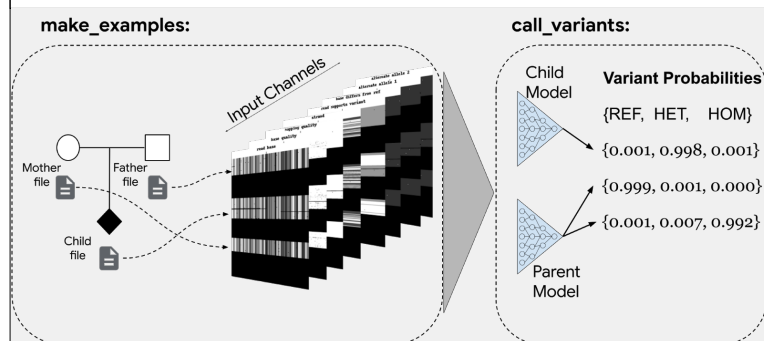 make_examples:
call_variants:
Input Channels
alternate allele 2
alternate allele 1
base differs from ref
read supports variant
strand
mapping quality
base quality
read base
Mother
file
Father
file
Child
file
Child
Model
Variant Probabilities
{REF, HET, HOM}
{0.001, 0.998, 0.001}
{0.999, 0.001, 0.000}
{0.001, 0.007, 0.992}
Parent
Model